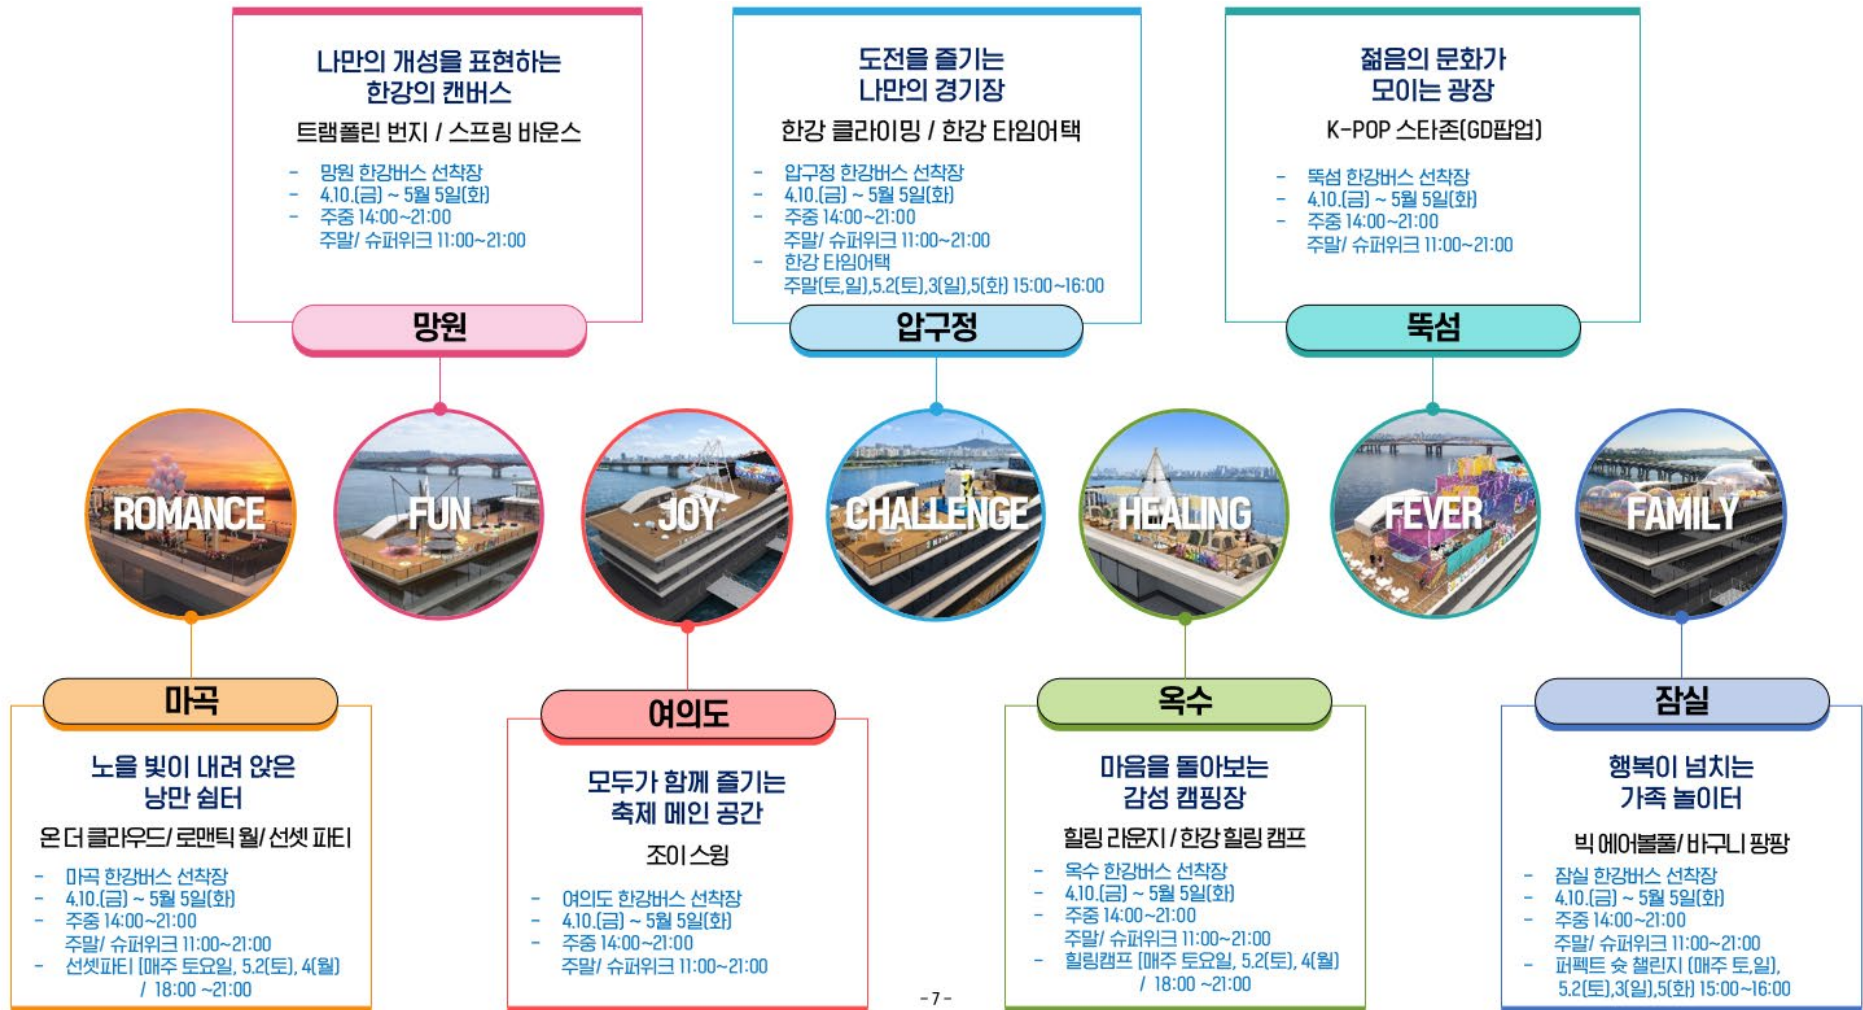 나만의 개성을 표현하는
한강의 캔버스
트램폴린 번지 / 스프링 바운스
- 망원 한강버스 선착장
- 4.10.(금) ~ 5월 5일(화)
- 주중 14:00~21:00
주말/ 슈퍼위크 11:00~21:00
망원
도전을 즐기는
나만의 경기장
한강 클라이밍 / 한강 타임어택
- 압구정 한강버스 선착장
- 4.10.(금) ~ 5월 5일(화)
- 주중 14:00~21:00
주말/ 슈퍼위크 11:00~21:00
- 한강 타임어택
주말(토,일),5.2(토),3(일),5(화) 15:00~16:00
압구정
젊음의 문화가
모이는 광장
K-POP 스타존(GD팝업)
- 뚝섬 한강버스 선착장
- 4.10.(금) ~ 5월 5일(화)
- 주중 14:00~21:00
주말/ 슈퍼위크 11:00~21:00
뚝섬
ROMANCE
FUN
JOY
CHALLENGE
HEALING
FEVER
FAMILY
마곡
노을 빛이 내려 앉은
낭만 쉼터
온 더 클라우드/ 로맨틱 월/ 선셋 파티
- 마곡 한강버스 선착장
- 4.10.(금) ~ 5월 5일(화)
- 주중 14:00~21:00
주말/ 슈퍼위크 11:00~21:00
- 선셋파티 [매주 토요일, 5.2(토), 4(월)
/ 18:00 ~21:00
여의도
모두가 함께 즐기는
축제 메인 공간
조이 스윙
- 여의도 한강버스 선착장
- 4.10.(금) ~ 5월 5일(화)
- 주중 14:00~21:00
주말/ 슈퍼위크 11:00~21:00
옥수
마음을 돌아보는
감성 캠핑장
힐링 라운지 / 한강 힐링 캠프
- 옥수 한강버스 선착장
- 4.10.(금) ~ 5월 5일(화)
- 주중 14:00~21:00
주말/ 슈퍼위크 11:00~21:00
- 힐링캠프 [매주 토요일, 5.2(토), 4(월)
/ 18:00 ~21:00
잠실
행복이 넘치는
가족 놀이터
빅 에어볼풀/ 바구니 팡팡
- 잠실 한강버스 선착장
- 4.10.(금) ~ 5월 5일(화)
- 주중 14:00~21:00
주말/ 슈퍼위크 11:00~21:00
- 퍼펙트 슛 챌린지 (매주 토,일),
5.2(토),3(일),5(화) 15:00~16:00
- 7 -